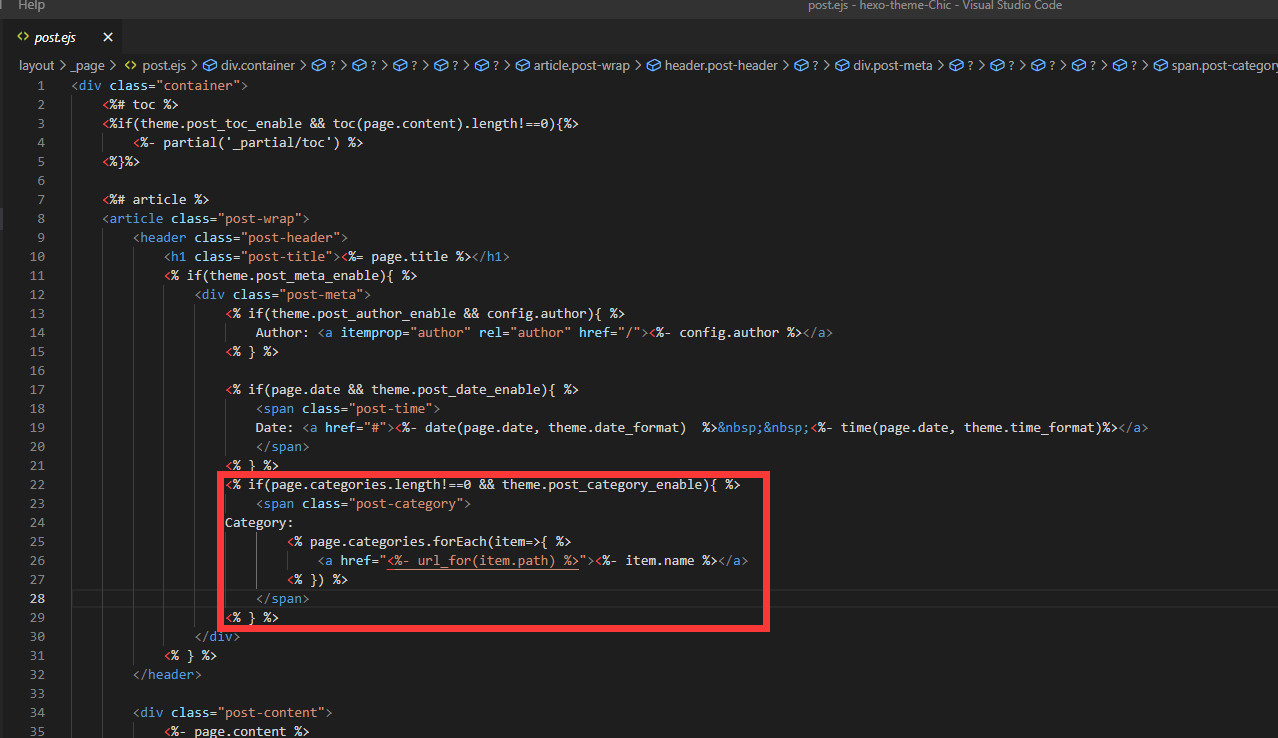 Help
post.ejs - hexo-theme-Chic - Visual Studio Code
post.ejs
layout > _page > post.ejs > div.container > ? > ? > ? > ? > ? > article.post-wrap > header.post-header > ? > div.post-meta > ? > ? > ? > ? > ? > span.post-category
1 <div class="container">
2 <%# toc %>
3 <%if(theme.post_toc_enable && toc(page.content).length!==0){%>
4 <%- partial('_partial/toc') %>
5 <%}%>
6
7 <%# article %>
8 <article class="post-wrap">
9 <header class="post-header">
10 <h1 class="post-title"><%= page.title %></h1>
11 <% if(theme.post_meta_enable){ %>
12 <div class="post-meta">
13 <% if(theme.post_author_enable && config.author){ %>
14 Author: <a itemprop="author" rel="author" href="/"><%- config.author %></a>
15 <% } %>
16
17 <% if(page.date && theme.post_date_enable){ %>
18 <span class="post-time">
19 Date: <a href="#"><%- date(page.date, theme.date_format)  %>&nbsp;&nbsp;<%- time(page.date, theme.time_format)%></a>
20 </span>
21 <% } %>
22 <% if(page.categories.length!==0 && theme.post_category_enable){ %>
23 <span class="post-category">
24 Category:
25 <% page.categories.forEach(item=>{ %>
26 <a href="<%- url_for(item.path) %>"><%- item.name %></a>
27 <% }) %>
28 </span>
29 <% } %>
30 </div>
31 <% } %>
32 </header>
33
34 <div class="post-content">
35 <%- page.content %>